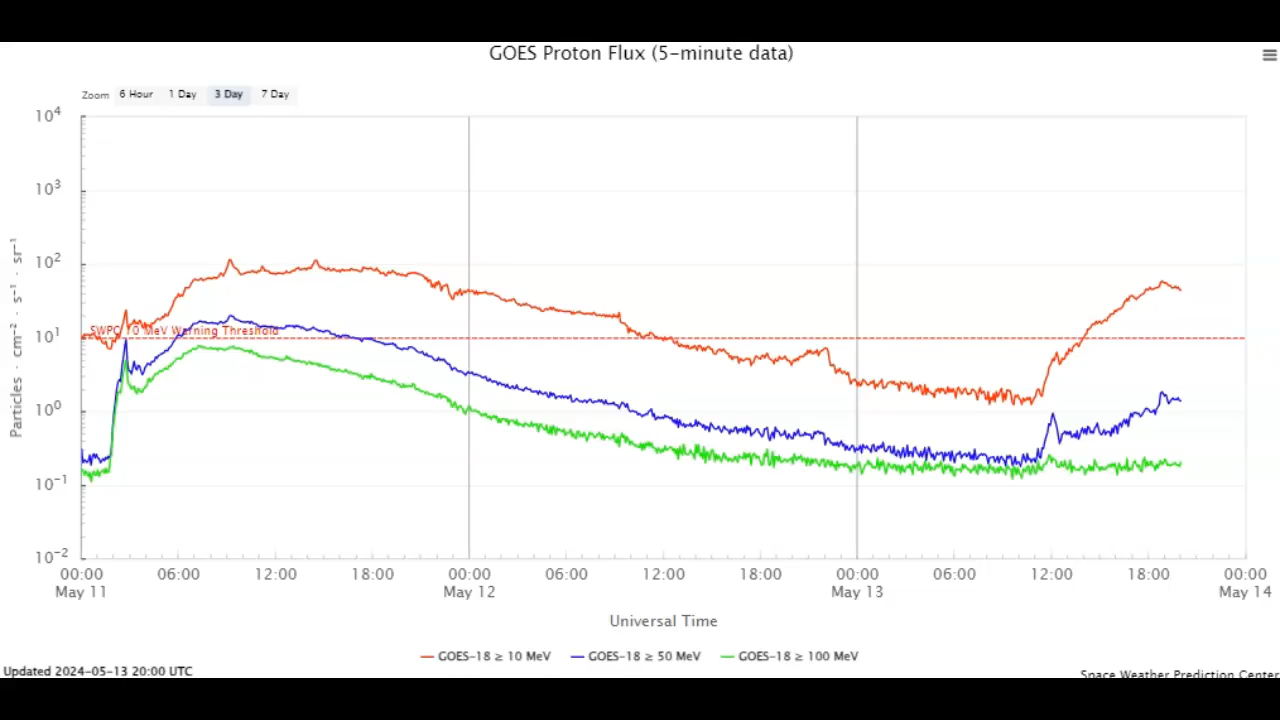 GOES Proton Flux (5-minute data)
Zoom 6 Hour 1 Day 3 Day 7 Day
10⁴
10³
10²
10¹
10⁰
10⁻¹
10⁻²
Particles · cm⁻² · s⁻¹ · sr⁻¹
SWPC 10 MeV Warning Threshold
00:00 06:00 12:00 18:00 00:00 06:00 12:00 18:00 00:00 06:00 12:00 18:00 00:00
May 11 May 12 May 13 May 14
Universal Time
GOES-18 ≥ 10 MeV GOES-18 ≥ 50 MeV GOES-18 ≥ 100 MeV
Updated 2024-05-13 20:00 UTC
Space Weather Prediction Center